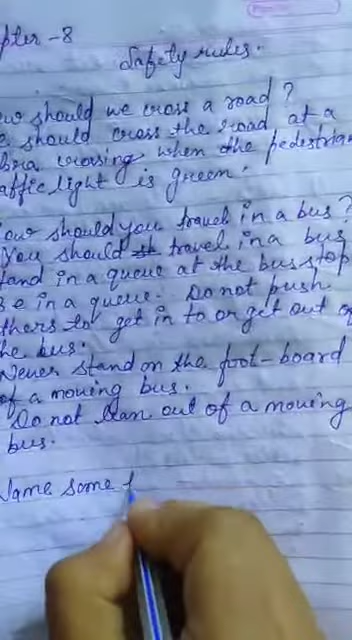 pter - 8
Safety rules.
ow should we cross a road?
e should cross the road at a
bra crossing when the pedestrian
affic light is green.
ow should you travel in a bus?
You should travel in a bus
tand in a queue at the bus stop
Be in a queue. Do not push
thers to get in to or get out of
he bus.
Never stand on the foot-board
of a moving bus.
Do not lean out of a moving
bus.
Name some